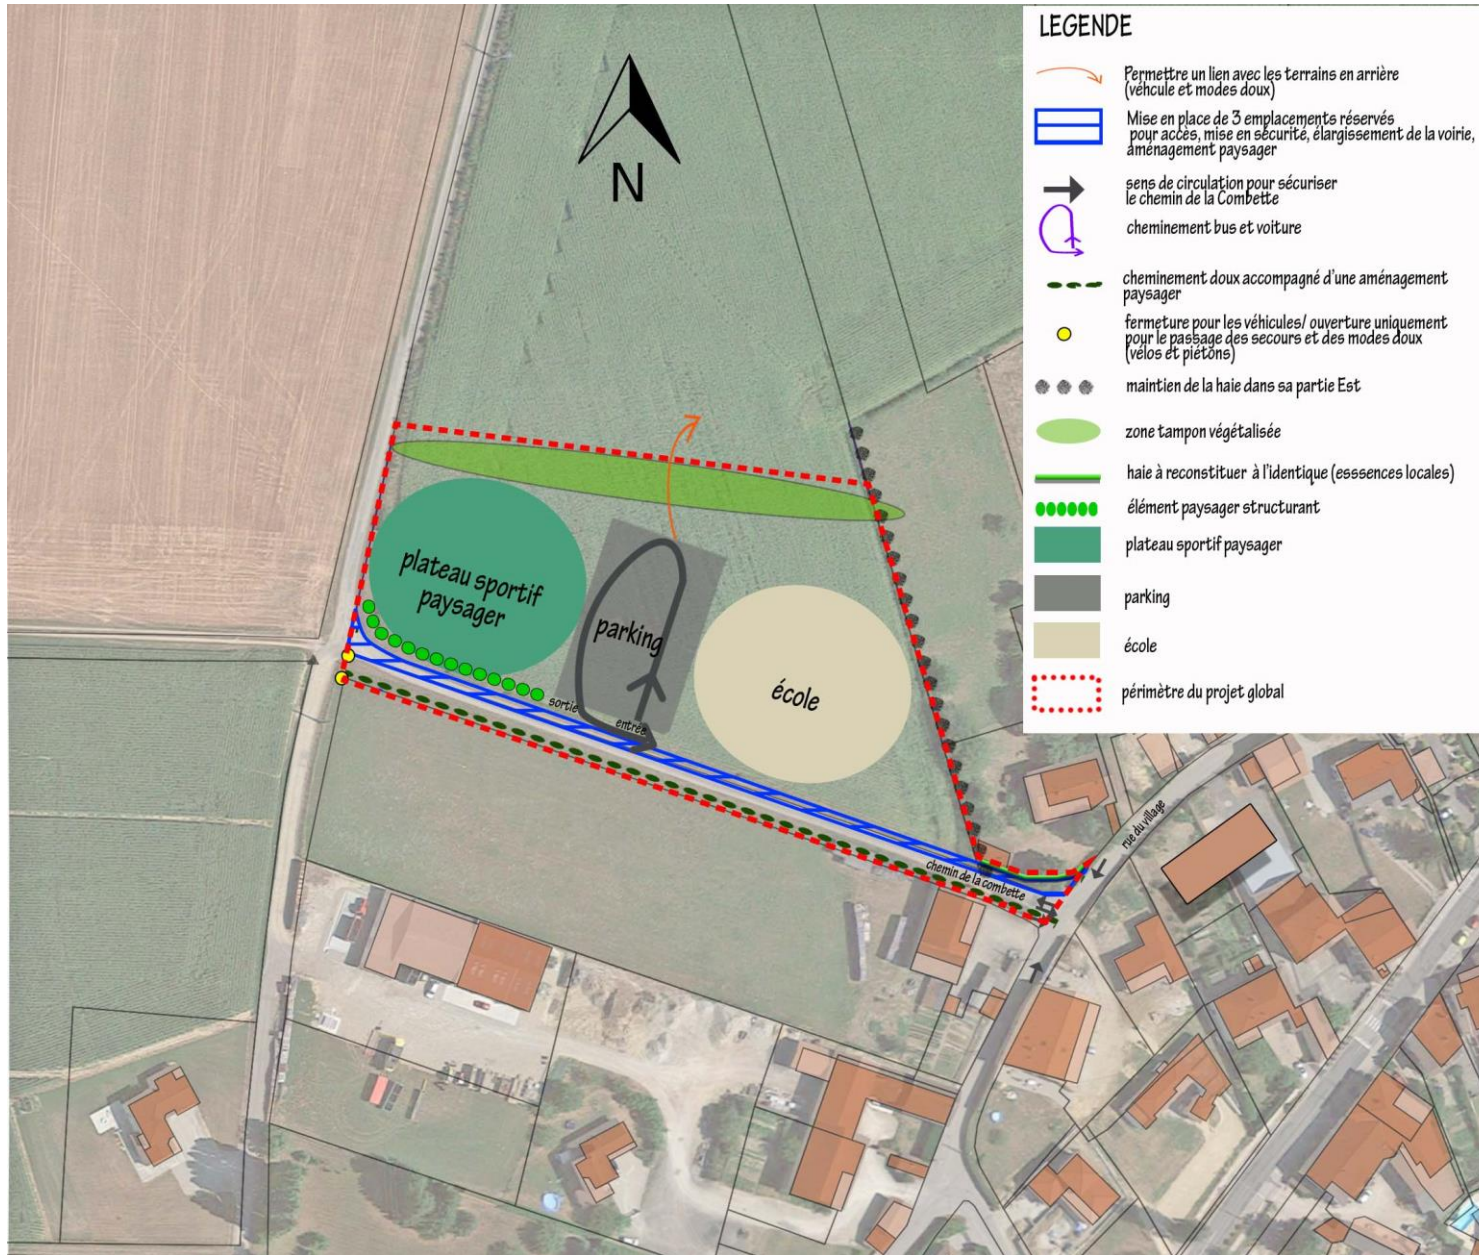 LEGENDE
Permettre un lien avec les terrains en arrière
(véhcule et modes doux)
Mise en place de 3 emplacements réservés
pour accès, mise en sécurité, élargissement de la voirie,
aménagement paysager
sens de circulation pour sécuriser
le chemin de la Combette
cheminement bus et voiture
cheminement doux accompagné d'une aménagement
paysager
fermeture pour les véhicules/ ouverture uniquement
pour le passage des secours et des modes doux
(vélos et piétons)
maintien de la haie dans sa partie Est
zone tampon végétalisée
haie à reconstituer à l'identique (esssences locales)
élément paysager structurant
plateau sportif paysager
parking
école
périmètre du projet global
N
plateau sportif
paysager
parking
école
sortie
entrée
chemin de la combette
rue du village